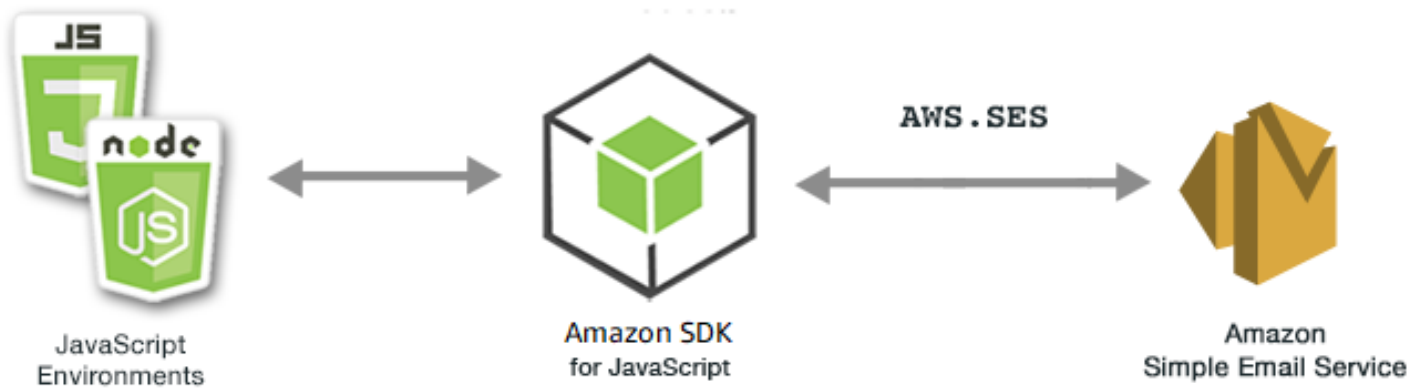 JS
node
JS
JavaScript
Environments
Amazon SDK
for JavaScript
AWS.SES
Amazon
Simple Email Service